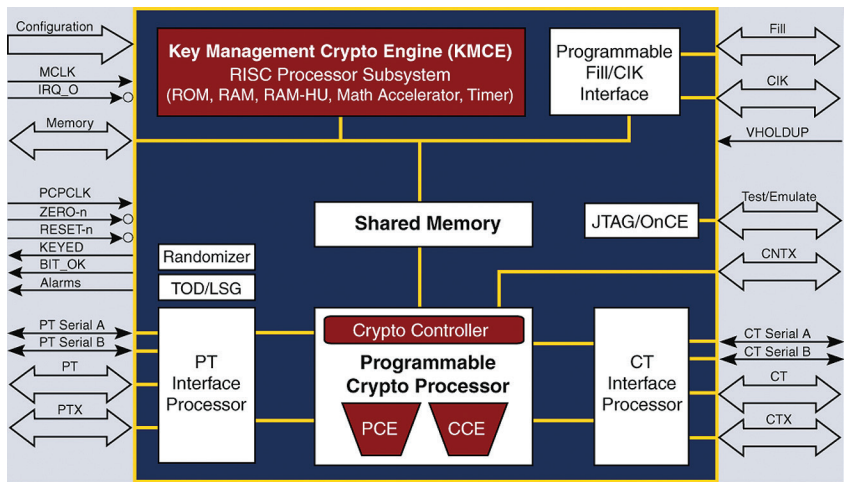 Configuration
MCLK
IRQ_O
Memory
PCPCLK
ZERO-n
RESET-n
KEYED
BIT_OK
Alarms
PT Serial A
PT Serial B
PT
PTX
Key Management Crypto Engine (KMCE)
RISC Processor Subsystem
(ROM, RAM, RAM-HU, Math Accelerator, Timer)
Programmable
Fill/CIK
Interface
Shared Memory
JTAG/OnCE
Randomizer
TOD/LSG
PT
Interface
Processor
Crypto Controller
Programmable
Crypto Processor
PCE
CCE
CT
Interface
Processor
Fill
CIK
VHOLDUP
Test/Emulate
CNTX
CT Serial A
CT Serial B
CT
CTX